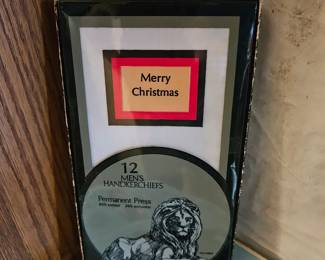 Merry
Christmas
12
MEN'S
HANDKERCHIEFS
Permanent Press